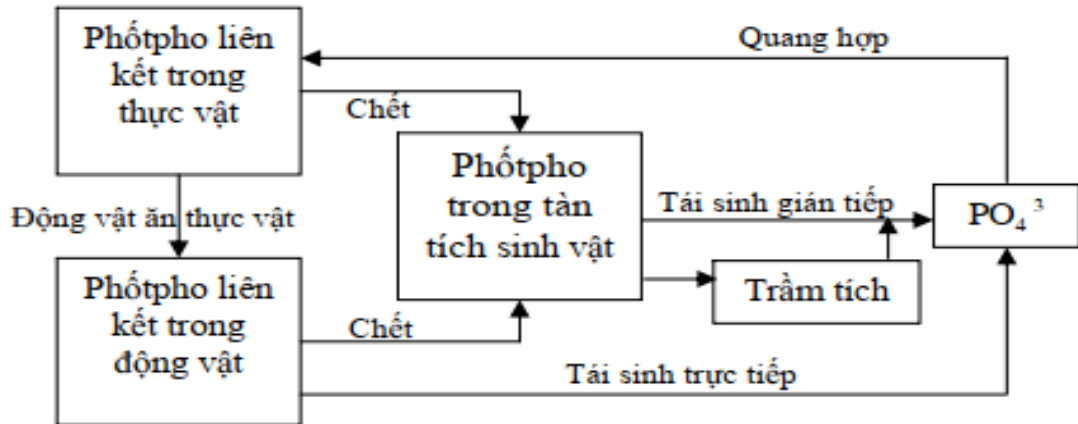 Phốtpho liên
kết trong
thực vật
Quang hợp
Chết
Phốtpho
trong tàn
tích sinh vật
Tái sinh gián tiếp
PO₄ ³
Động vật ăn thực vật
Trầm tích
Phốtpho liên
kết trong
động vật
Chết
Tái sinh trực tiếp